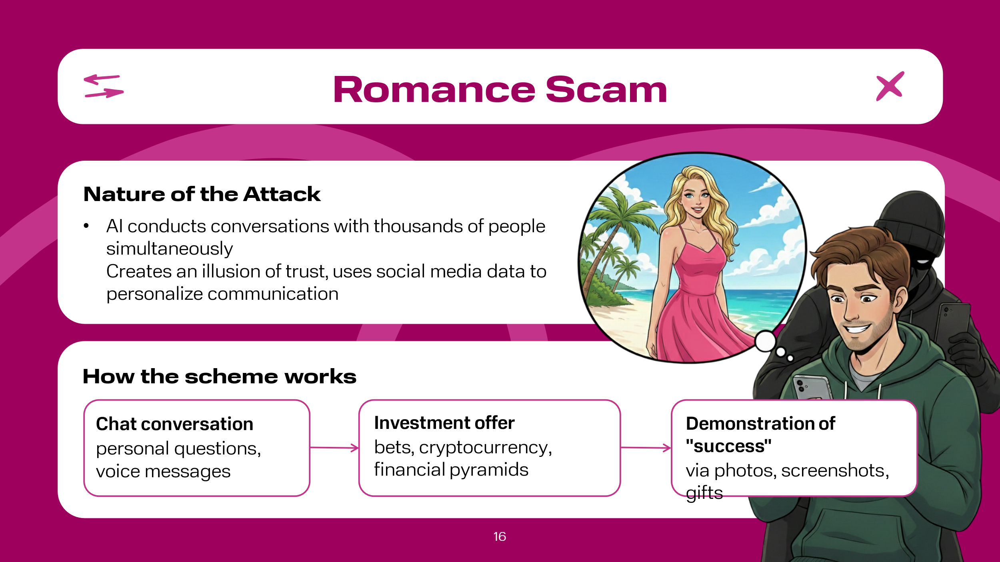 Romance Scam
Nature of the Attack
• AI conducts conversations with thousands of people
simultaneously
Creates an illusion of trust, uses social media data to
personalize communication
How the scheme works
Chat conversation
personal questions,
voice messages
Investment offer
bets, cryptocurrency,
financial pyramids
Demonstration of
"success"
via photos, screenshots,
gifts
16